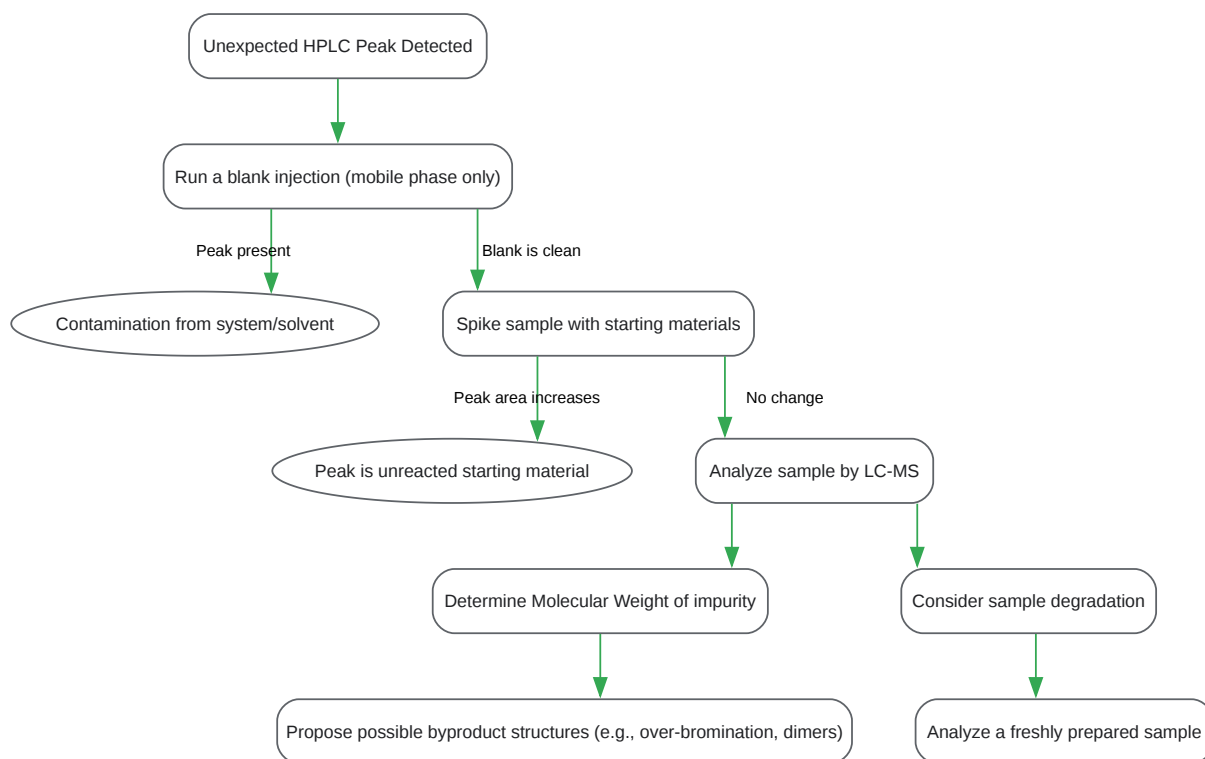 Unexpected HPLC Peak Detected
Run a blank injection (mobile phase only)
Peak present
Blank is clean
Contamination from system/solvent
Spike sample with starting materials
Peak area increases
No change
Peak is unreacted starting material
Analyze sample by LC-MS
Determine Molecular Weight of impurity
Consider sample degradation
Propose possible byproduct structures (e.g., over-bromination, dimers)
Analyze a freshly prepared sample